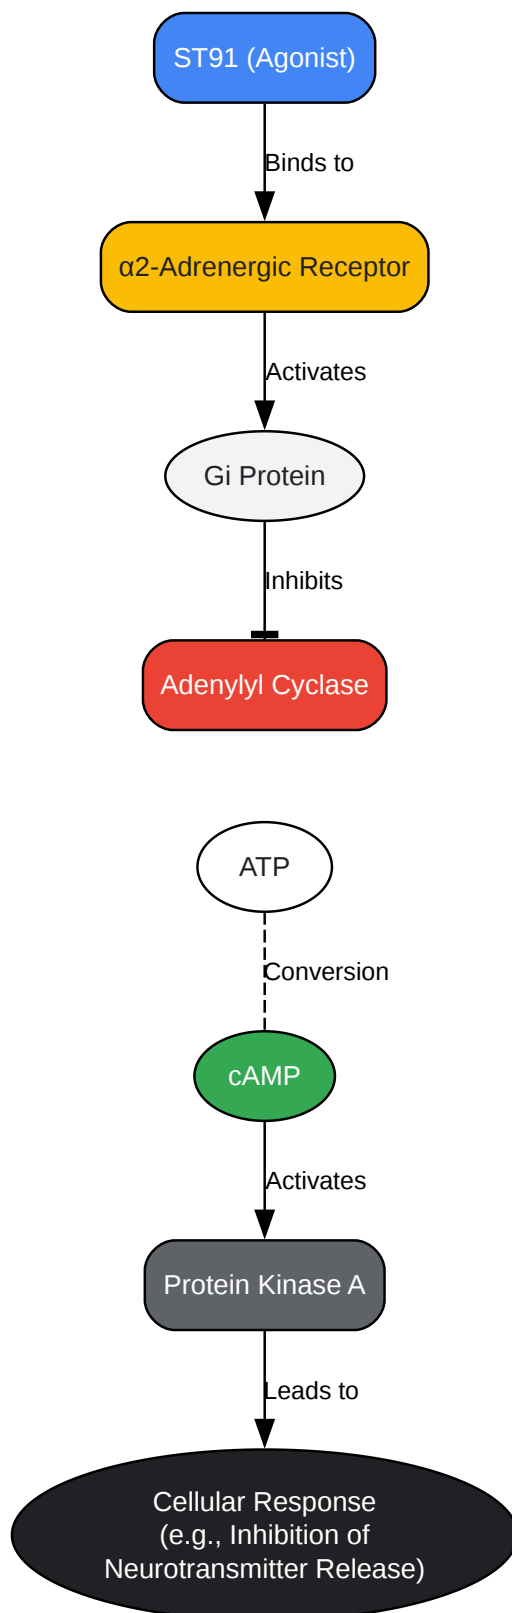 ST91 (Agonist)
Binds to
α2-Adrenergic Receptor
Activates
Gi Protein
Inhibits
Adenylyl Cyclase
ATP
Conversion
cAMP
Activates
Protein Kinase A
Leads to
Cellular Response
(e.g., Inhibition of
Neurotransmitter Release)